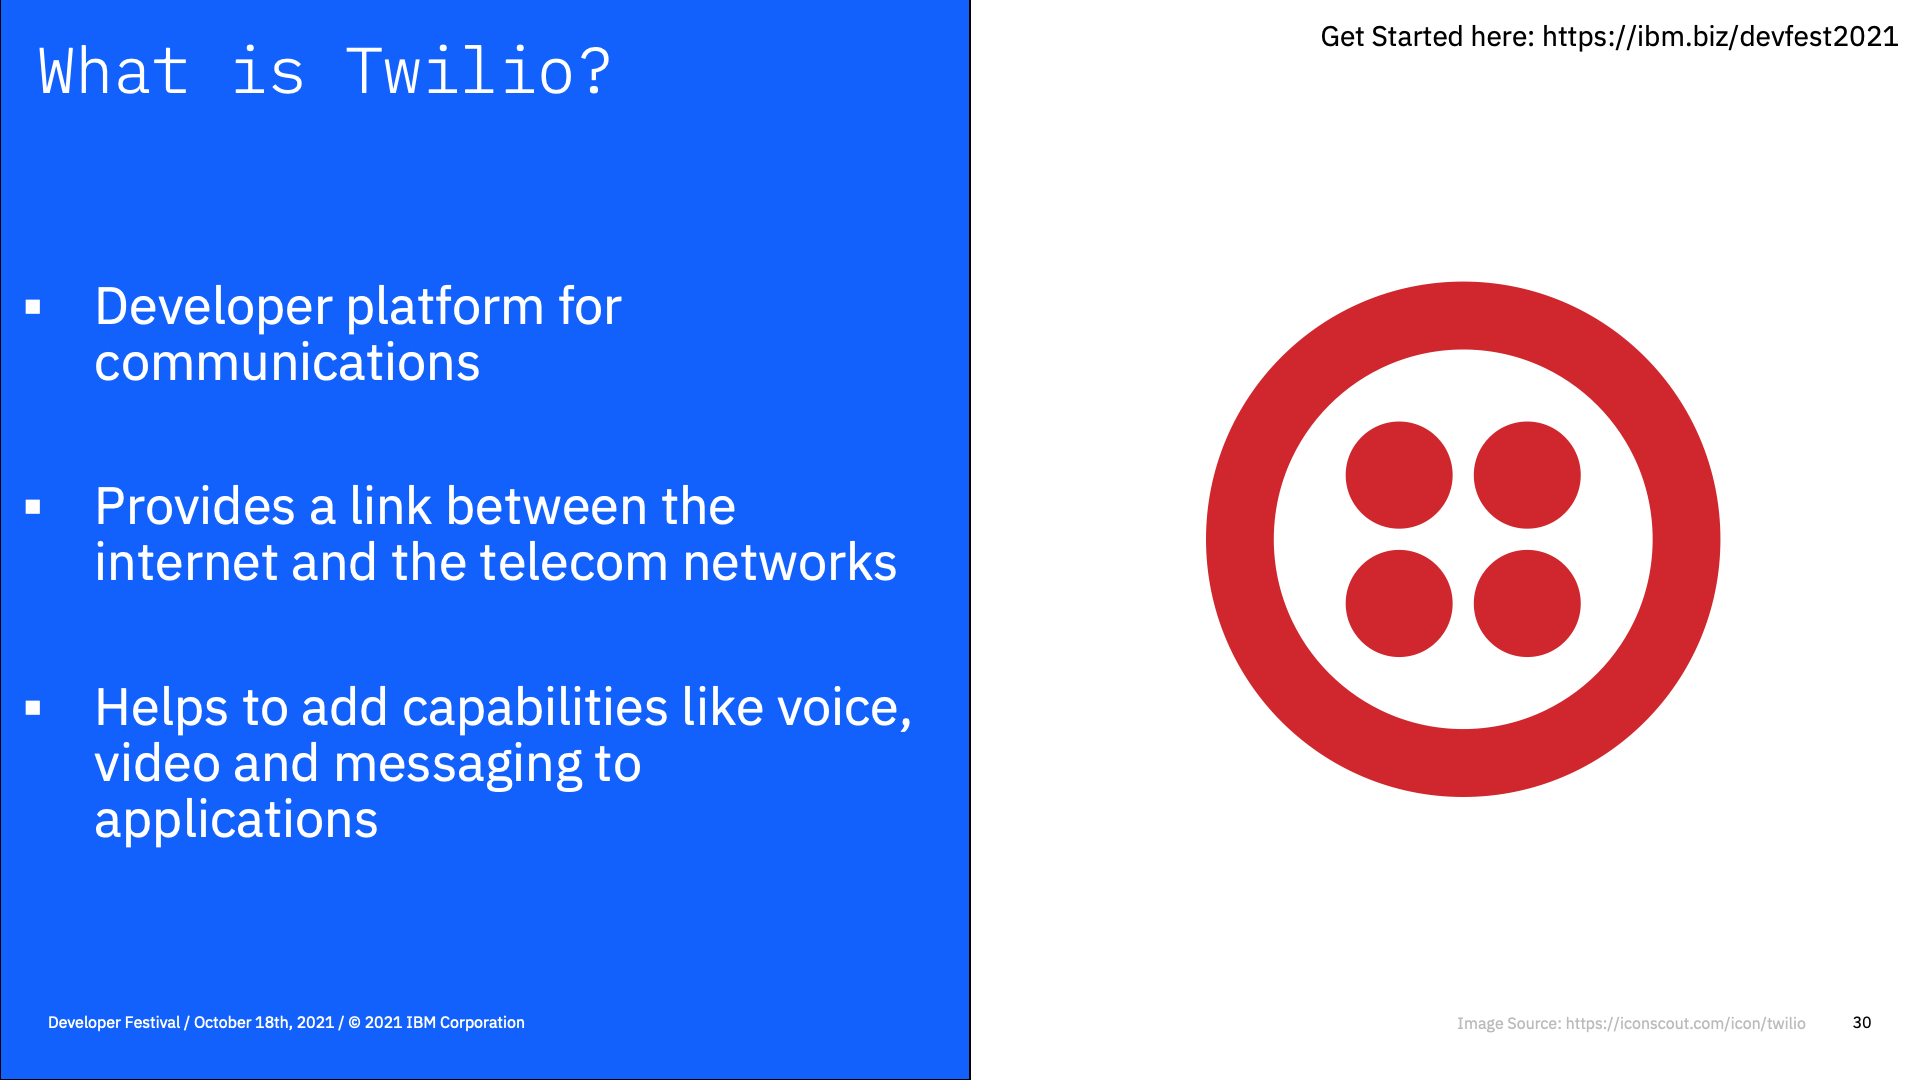 What is Twilio?
Get Started here: https://ibm.biz/devfest2021
▪ Developer platform for
communications
▪ Provides a link between the
internet and the telecom networks
▪ Helps to add capabilities like voice,
video and messaging to
applications
Developer Festival / October 18th, 2021 / © 2021 IBM Corporation
Image Source: https://iconscout.com/icon/twilio
30